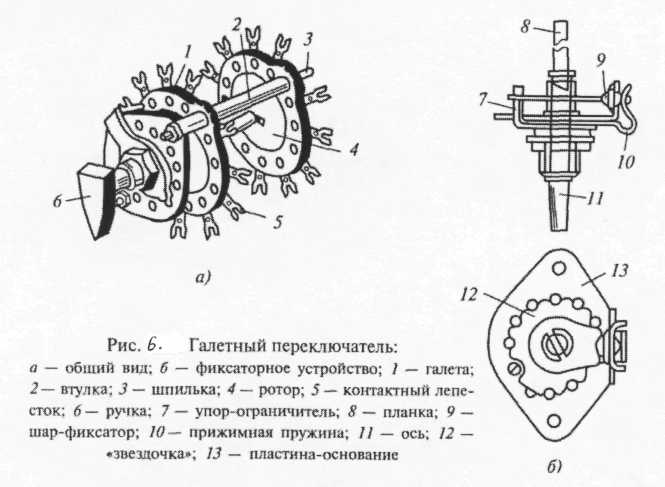 1
2
3
4
5
6
а)
8
9
7
10
11
12
13
б)
Рис. 6. Галетный переключатель:
а — общий вид; б — фиксаторное устройство; 1 — галета;
2 — втулка; 3 — шпилька; 4 — ротор; 5 — контактный лепе-
сток; 6 — ручка; 7 — упор-ограничитель; 8 — планка; 9 —
шар-фиксатор; 10 — прижимная пружина; 11 — ось; 12 —
«звездочка»; 13 — пластина-основание